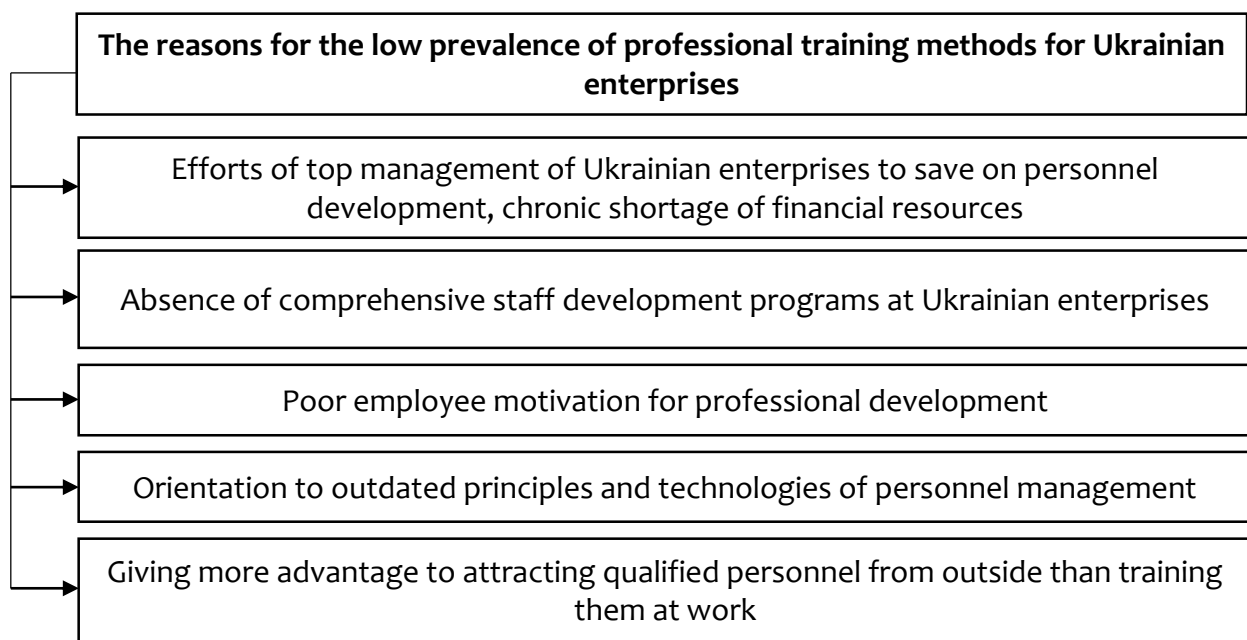 The reasons for the low prevalence of professional training methods for Ukrainian
enterprises
Efforts of top management of Ukrainian enterprises to save on personnel
development, chronic shortage of financial resources
Absence of comprehensive staff development programs at Ukrainian enterprises
Poor employee motivation for professional development
Orientation to outdated principles and technologies of personnel management
Giving more advantage to attracting qualified personnel from outside than training
them at work